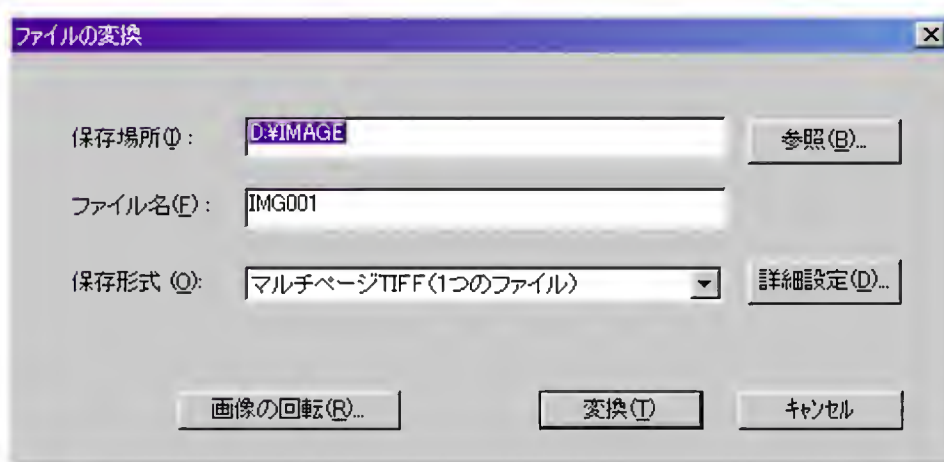 ファイルの変換
保存場所(I)：
D:¥IMAGE
参照(B)...
ファイル名(F)：
IMG001
保存形式 (O):
マルチページTIFF(1つのファイル)
詳細設定(D)...
画像の回転(R)...
変換(T)
キャンセル